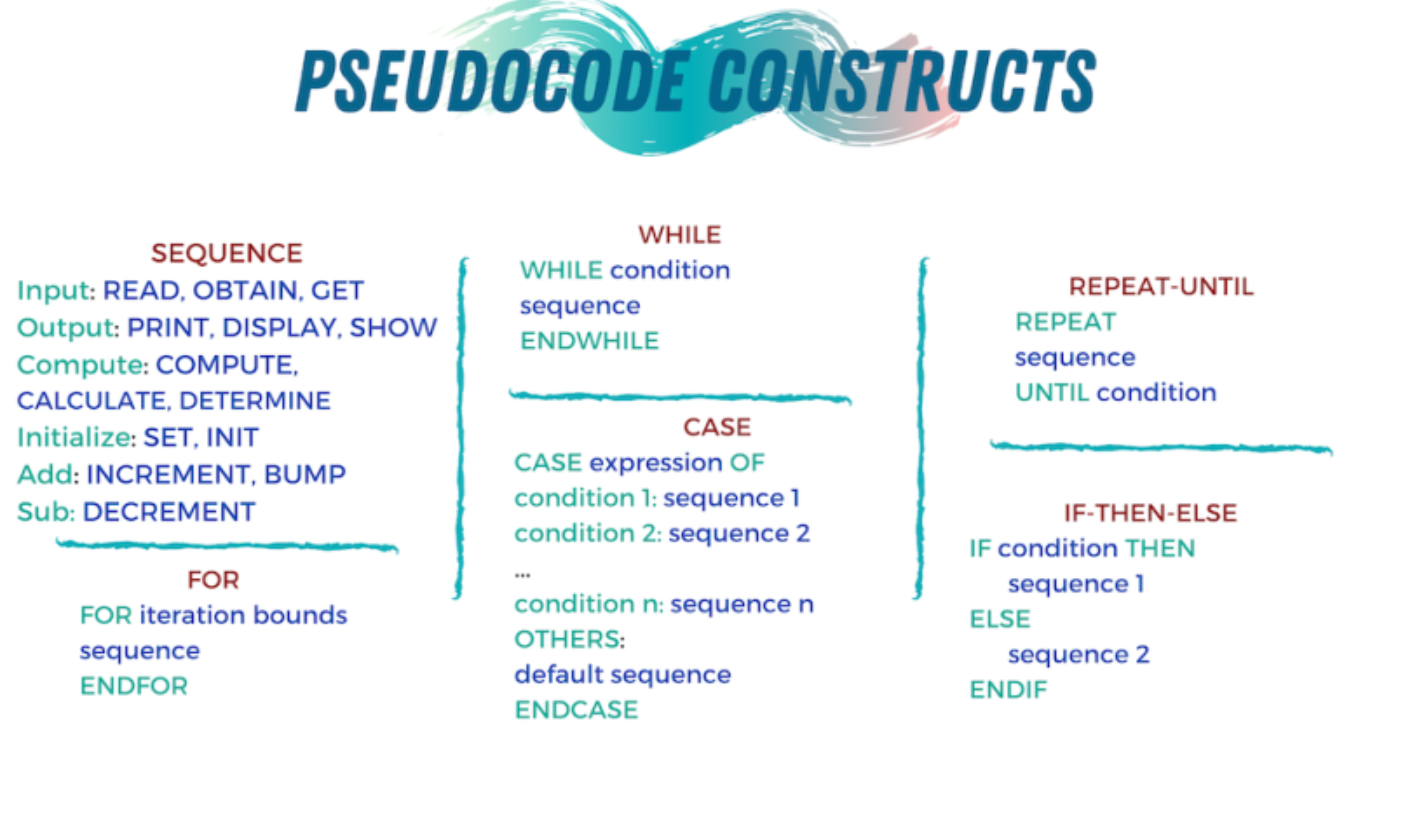 PSEUDOCODE CONSTRUCTS
SEQUENCE
Input: READ, OBTAIN, GET
Output: PRINT, DISPLAY, SHOW
Compute: COMPUTE,
CALCULATE, DETERMINE
Initialize: SET, INIT
Add: INCREMENT, BUMP
Sub: DECREMENT
FOR
FOR iteration bounds
sequence
ENDFOR
WHILE
WHILE condition
sequence
ENDWHILE
CASE
CASE expression OF
condition 1: sequence 1
condition 2: sequence 2
...
condition n: sequence n
OTHERS:
default sequence
ENDCASE
REPEAT-UNTIL
REPEAT
sequence
UNTIL condition
IF-THEN-ELSE
IF condition THEN
sequence 1
ELSE
sequence 2
ENDIF